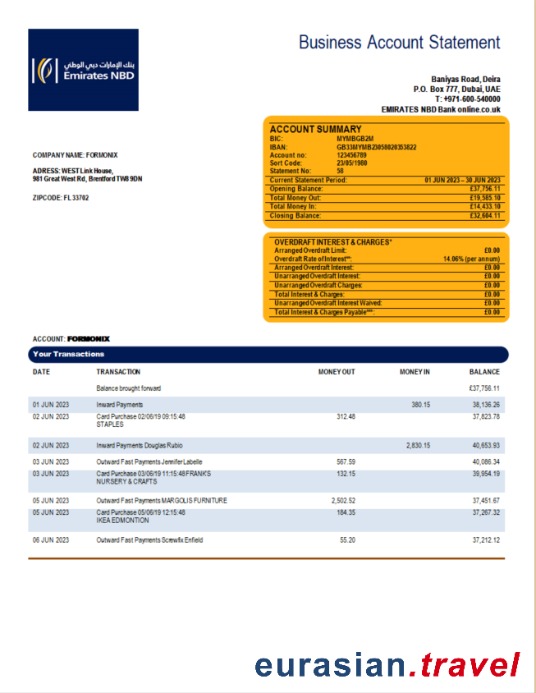 بنك الإمارات دبي الوطني
Emirates NBD
Business Account Statement
Baniyas Road, Deira
P.O. Box 777, Dubai, UAE
T: +971-600-540000
EMIRATES NBD Bank online.co.uk
COMPANY NAME: FORMONIX
ADRESS: WEST Link House,
981 Great West Rd, Brentford TW8 9DN
ZIPCODE: FL 33702
ACCOUNT SUMMARY
BIC: MYMBGB2M
IBAN: GB33MYMB23058020353822
Account no: 123456789
Sort Code: 23/05/1980
Statement No: 58
Current Statement Period: 01 JUN 2023 – 30 JUN 2023
Opening Balance: £37,756.11
Total Money Out: £19,585.10
Total Money In: £14,433.10
Closing Balance: £32,604.11
OVERDRAFT INTEREST & CHARGES*
Arranged Overdraft Limit: £0.00
Overdraft Rate of Interest**: 14.06% (per annum)
Arranged Overdraft Interest: £0.00
Unarranged Overdraft Interest: £0.00
Unarranged Overdraft Charges: £0.00
Total Interest & Charges: £0.00
Unarranged Overdraft Interest Waived: £0.00
Total Interest & Charges Payable***: £0.00
ACCOUNT: FORMONIX
Your Transactions
DATE TRANSACTION MONEY OUT MONEY IN BALANCE
Balance brought forward £37,756.11
01 JUN 2023 Inward Payments 380.15 38,136.26
02 JUN 2023 Card Purchase 02/06/19 09:15:48 312.48 37,823.78
STAPLES
02 JUN 2023 Inward Payments Douglas Rubio 2,830.15 40,653.93
03 JUN 2023 Outward Fast Payments Jennifer Labelle 567.59 40,086.34
03 JUN 2023 Card Purchase 03/06/19 11:15:48 FRANK'S 132.15 39,954.19
NURSERY & CRAFTS
05 JUN 2023 Outward Fast Payments MARGOLIS FURNITURE 2,502.52 37,451.67
05 JUN 2023 Card Purchase 05/06/19 12:15:48 184.35 37,267.32
IKEA EDMONTION
06 JUN 2023 Outward Fast Payments Screwfix Enfield 55.20 37,212.12
eurasian.travel